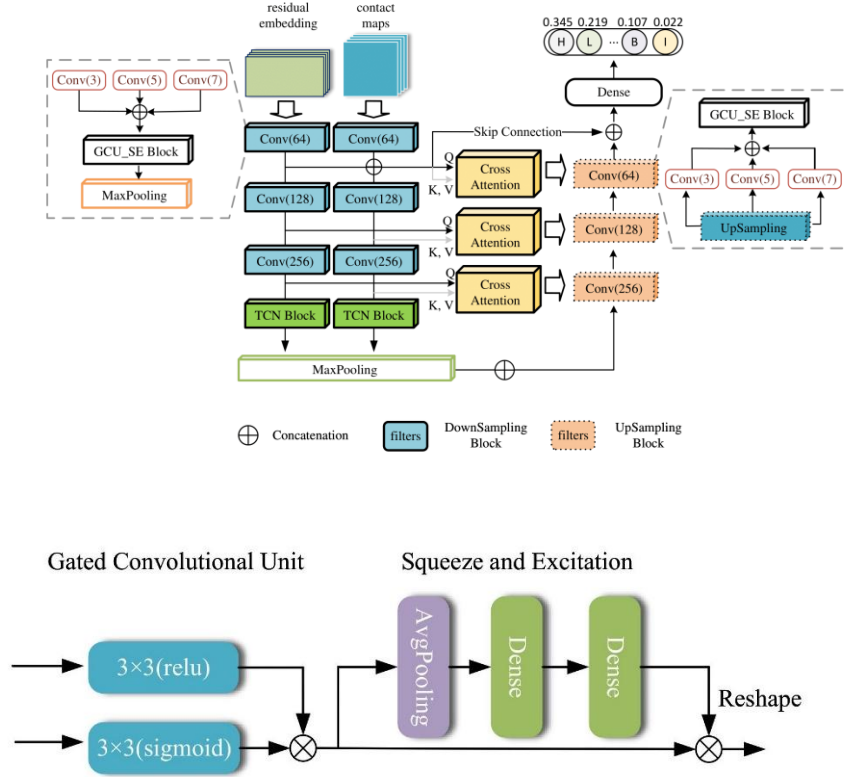 residual
embedding
contact
maps
0.345 0.219 0.107 0.022
H L ... B I
Dense
Skip Connection
Conv(3) Conv(5) Conv(7)
GCU_SE Block
MaxPooling
Conv(64) Conv(64)
Conv(128) Conv(128)
Conv(256) Conv(256)
TCN Block TCN Block
MaxPooling
Q
K, V
Cross
Attention
Q
K, V
Cross
Attention
Q
K, V
Cross
Attention
Conv(64)
Conv(128)
Conv(256)
GCU_SE Block
Conv(3) Conv(5) Conv(7)
UpSampling
Concatenation
filters
DownSampling
Block
filters
UpSampling
Block
Gated Convolutional Unit
Squeeze and Excitation
3×3(relu)
3×3(sigmoid)
AvgPooling
Dense
Dense
Reshape